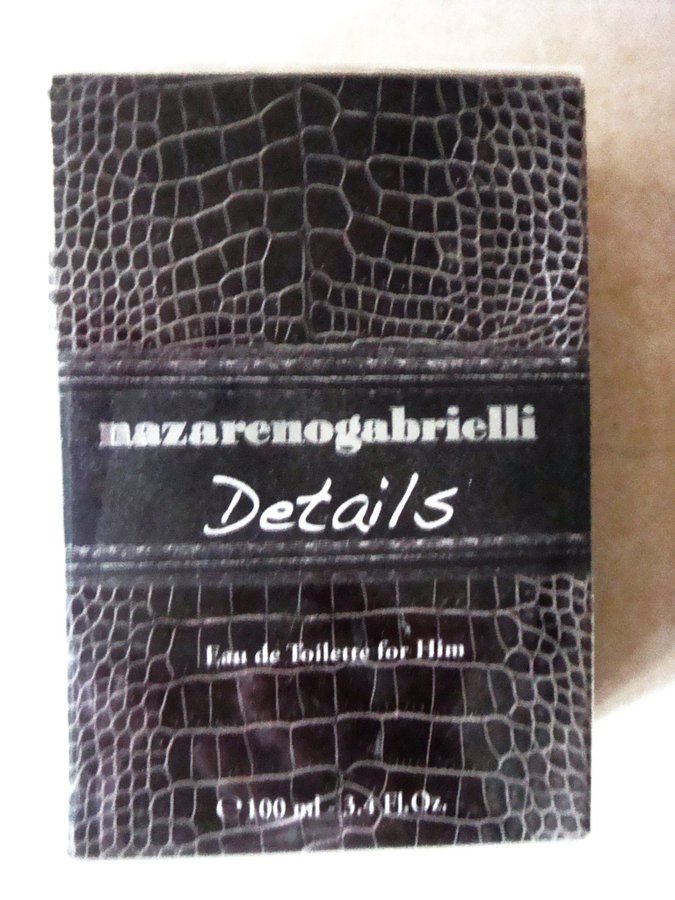 nazarenogabrielli
Details
Eau de Toilette for Him
℮ 100 ml - 3.4 Fl.Oz.